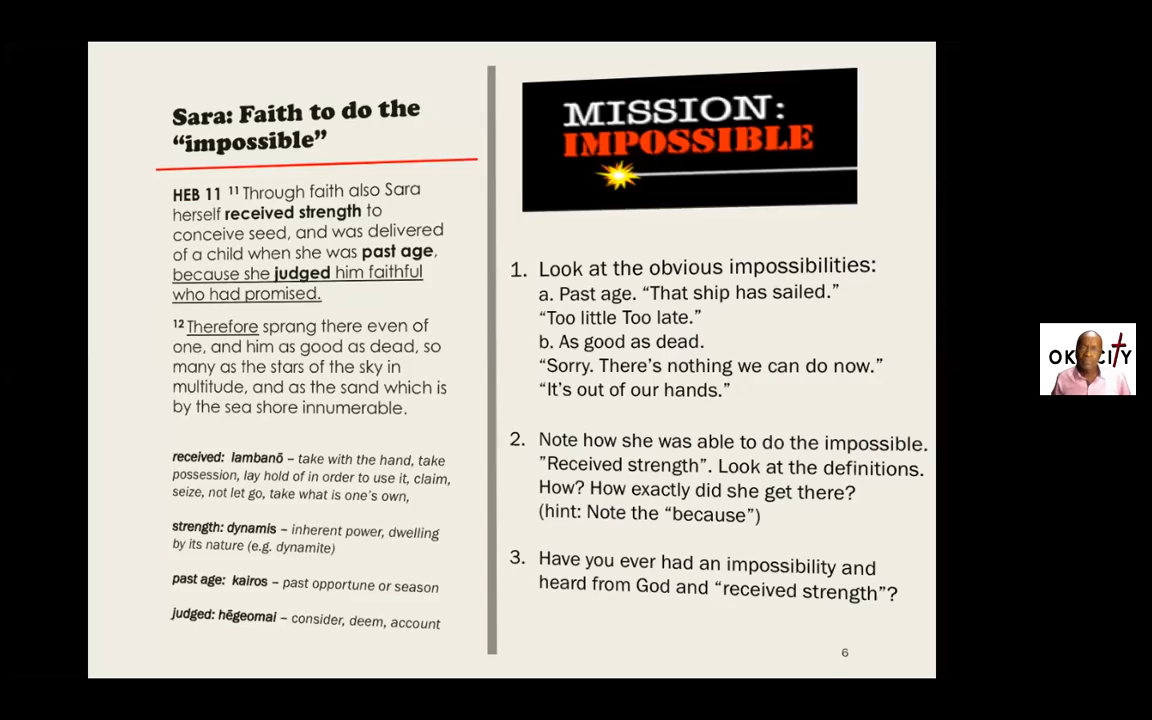 Sara: Faith to do the
“impossible”
HEB 11 11 Through faith also Sara
herself received strength to
conceive seed, and was delivered
of a child when she was past age,
because she judged him faithful
who had promised.
12 Therefore sprang there even of
one, and him as good as dead, so
many as the stars of the sky in
multitude, and as the sand which is
by the sea shore innumerable.
received: lambanō – take with the hand, take
possession, lay hold of in order to use it, claim,
seize, not let go, take what is one’s own,
strength: dynamis – inherent power, dwelling
by its nature (e.g. dynamite)
past age: kairos – past opportune or season
judged: hēgeomai – consider, deem, account
MISSION:
IMPOSSIBLE
1. Look at the obvious impossibilities:
a. Past age. “That ship has sailed.”
“Too little Too late.”
b. As good as dead.
“Sorry. There’s nothing we can do now.”
“It’s out of our hands.”
2. Note how she was able to do the impossible.
”Received strength”. Look at the definitions.
How? How exactly did she get there?
(hint: Note the “because”)
3. Have you ever had an impossibility and
heard from God and “received strength”?
6